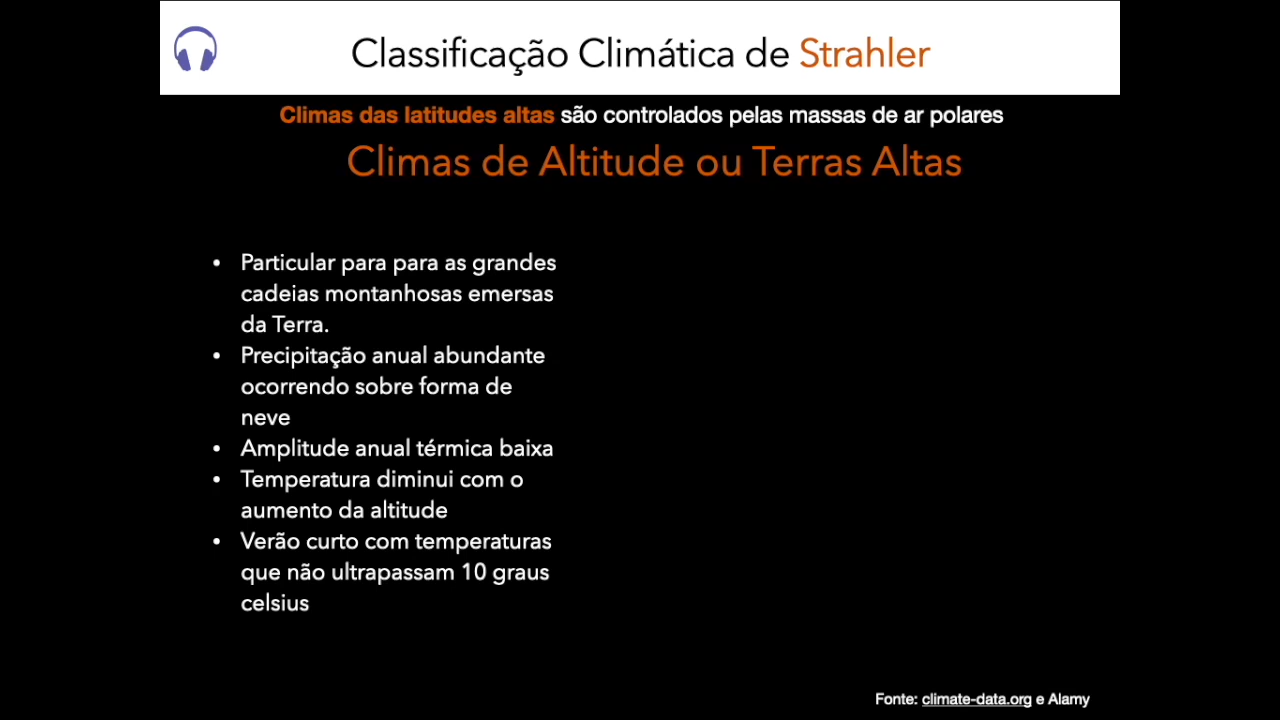 Classificação Climática de Strahler
Climas das latitudes altas são controlados pelas massas de ar polares
Climas de Altitude ou Terras Altas
• Particular para para as grandes
cadeias montanhosas emersas
da Terra.
• Precipitação anual abundante
ocorrendo sobre forma de
neve
• Amplitude anual térmica baixa
• Temperatura diminui com o
aumento da altitude
• Verão curto com temperaturas
que não ultrapassam 10 graus
celsius
Fonte: climate-data.org e Alamy